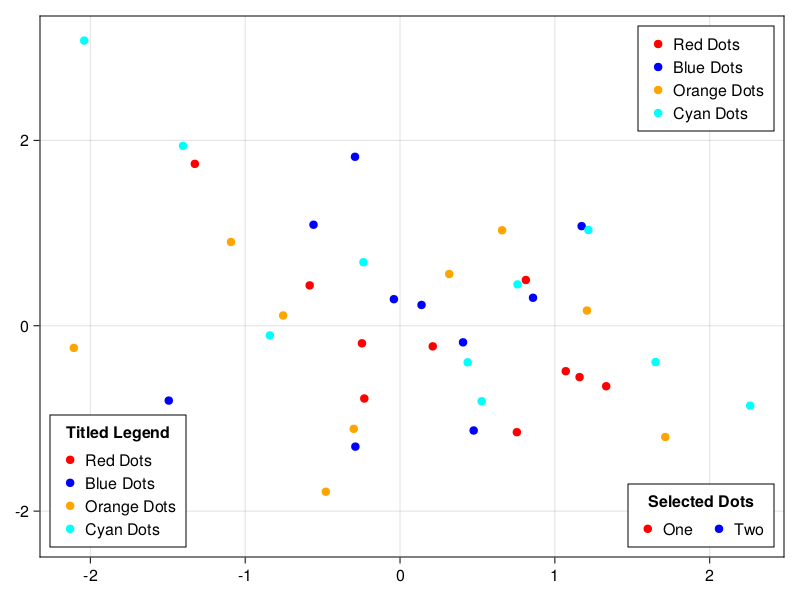 Red Dots
Blue Dots
Orange Dots
Cyan Dots
2
0
-2
Titled Legend
Red Dots
Blue Dots
Orange Dots
Cyan Dots
Selected Dots
One Two
-2 -1 0 1 2